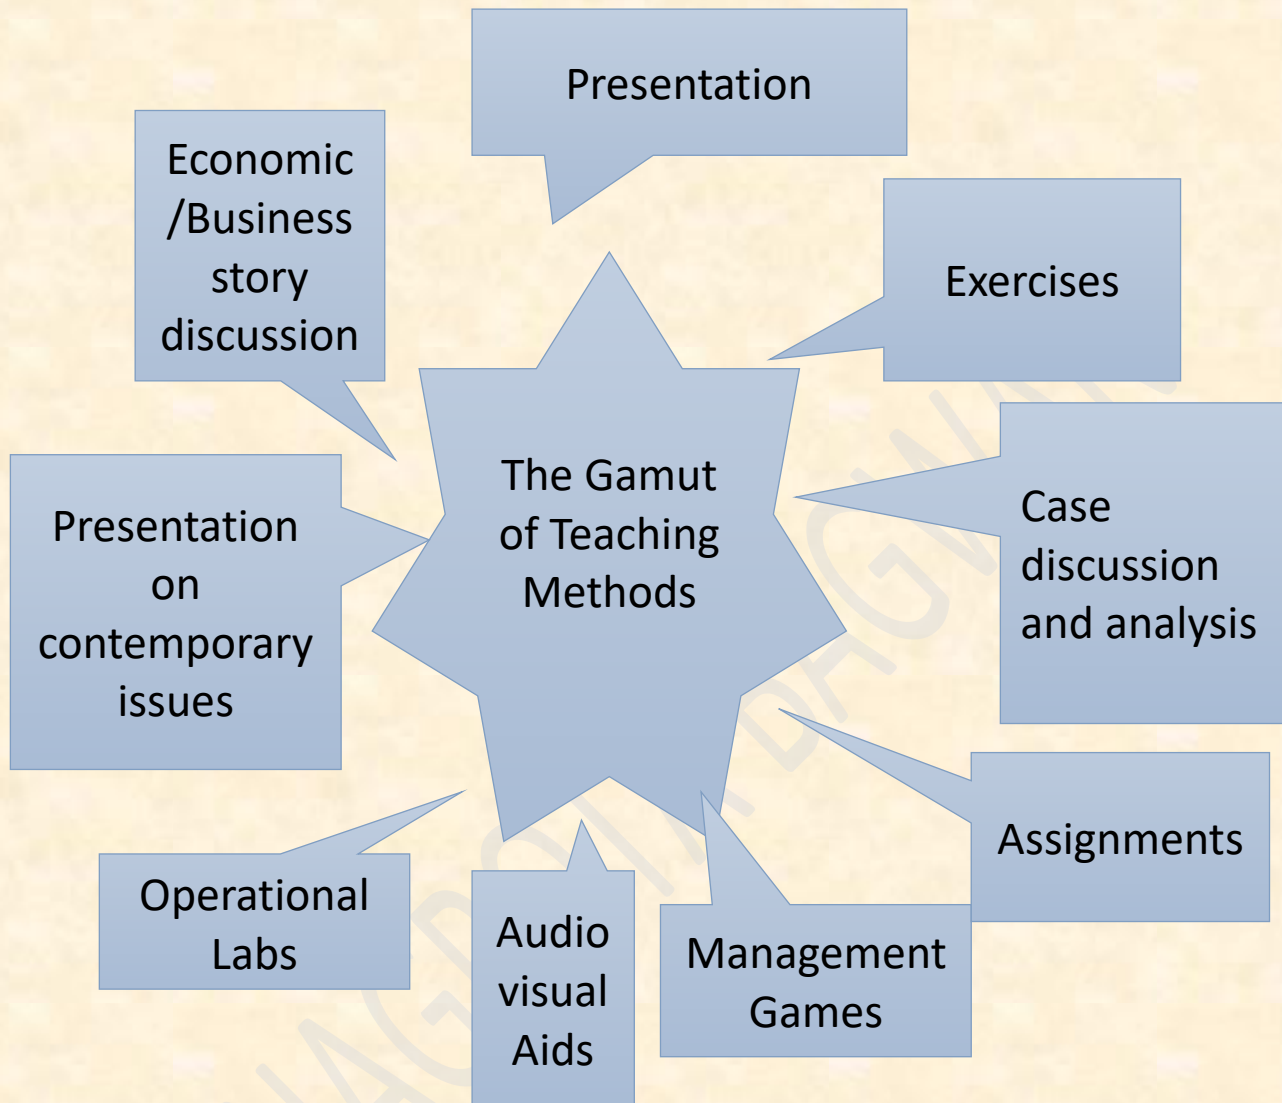 Presentation
Economic
/Business
story
discussion
Exercises
The Gamut
of Teaching
Methods
Case
discussion
and analysis
Presentation
on
contemporary
issues
Assignments
Operational
Labs
Audio
visual
Aids
Management
Games